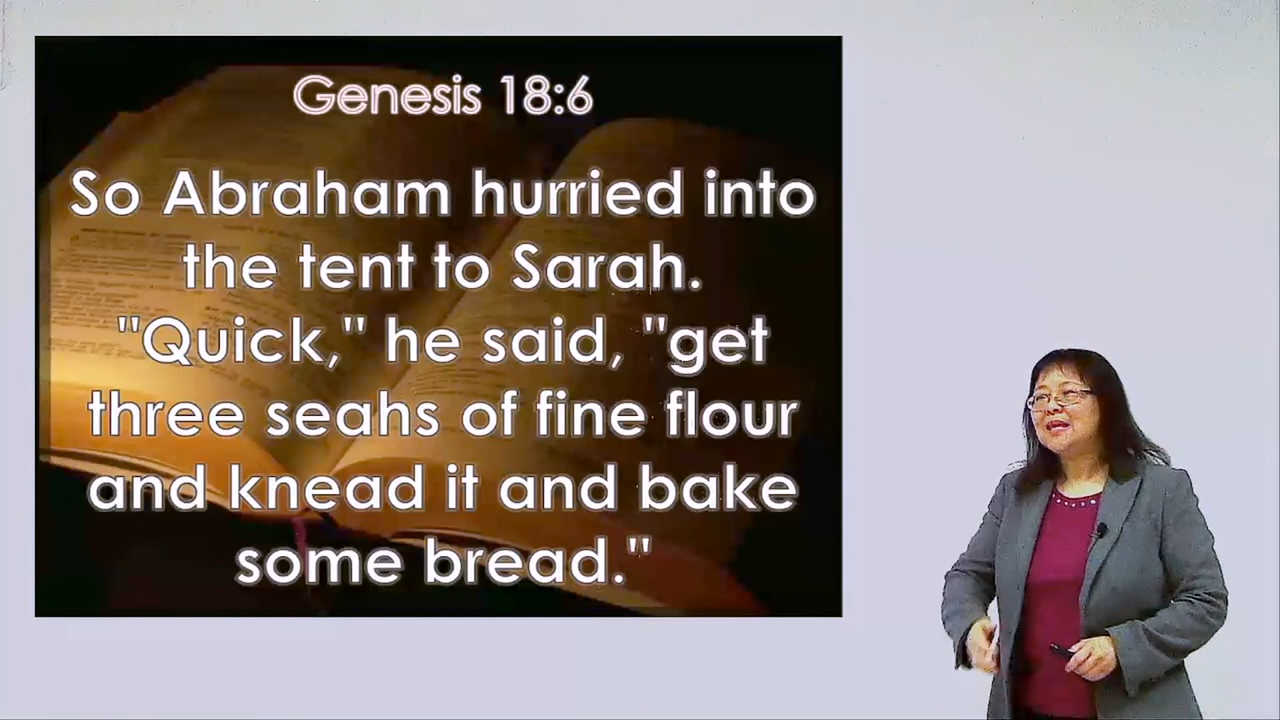 Genesis 18:6
So Abraham hurried into
the tent to Sarah.
"Quick," he said, "get
three seahs of fine flour
and knead it and bake
some bread."